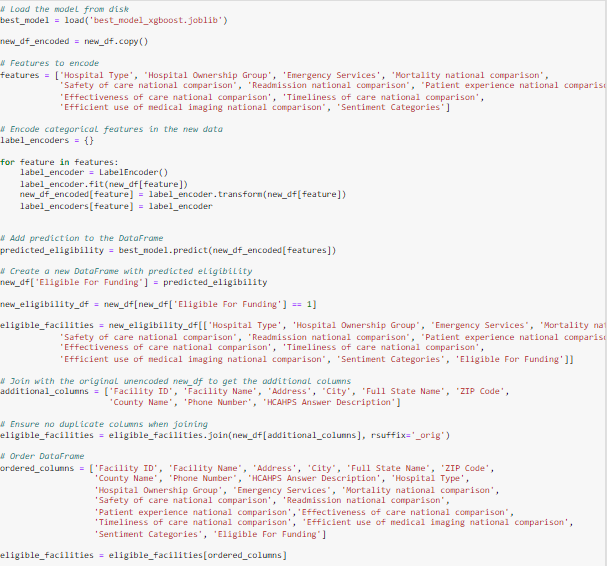 # Load the model from disk
best_model = load('best_model_xgboost.joblib')
new_df_encoded = new_df.copy()
# Features to encode
features = ['Hospital Type', 'Hospital Ownership Group', 'Emergency Services', 'Mortality national comparison',
'Safety of care national comparison', 'Readmission national comparison', 'Patient experience national comparis
'Effectiveness of care national comparison', 'Timeliness of care national comparison',
'Efficient use of medical imaging national comparison', 'Sentiment Categories']
# Encode categorical features in the new data
label_encoders = {}
for feature in features:
label_encoder = LabelEncoder()
label_encoder.fit(new_df[feature])
new_df_encoded[feature] = label_encoder.transform(new_df[feature])
label_encoders[feature] = label_encoder
# Add prediction to the DataFrame
predicted_eligibility = best_model.predict(new_df_encoded[features])
# Create a new DataFrame with predicted eligibility
new_df['Eligible For Funding'] = predicted_eligibility
new_eligibility_df = new_df[new_df['Eligible For Funding'] == 1]
eligible_facilities = new_eligibility_df[['Hospital Type', 'Hospital Ownership Group', 'Emergency Services', 'Mortality nat
'Safety of care national comparison', 'Readmission national comparison', 'Patient experience national comparis
'Effectiveness of care national comparison', 'Timeliness of care national comparison',
'Efficient use of medical imaging national comparison', 'Sentiment Categories', 'Eligible For Funding']]
# Join with the original unencoded new_df to get the additional columns
additional_columns = ['Facility ID', 'Facility Name', 'Address', 'City', 'Full State Name', 'ZIP Code',
'County Name', 'Phone Number', 'HCAHPS Answer Description']
# Ensure no duplicate columns when joining
eligible_facilities = eligible_facilities.join(new_df[additional_columns], rsuffix='_orig')
# Order DataFrame
ordered_columns = ['Facility ID', 'Facility Name', 'Address', 'City', 'Full State Name', 'ZIP Code',
'County Name', 'Phone Number', 'HCAHPS Answer Description', 'Hospital Type',
'Hospital Ownership Group', 'Emergency Services', 'Mortality national comparison',
'Safety of care national comparison', 'Readmission national comparison',
'Patient experience national comparison','Effectiveness of care national comparison',
'Timeliness of care national comparison', 'Efficient use of medical imaging national comparison',
'Sentiment Categories', 'Eligible For Funding']
eligible_facilities = eligible_facilities[ordered_columns]